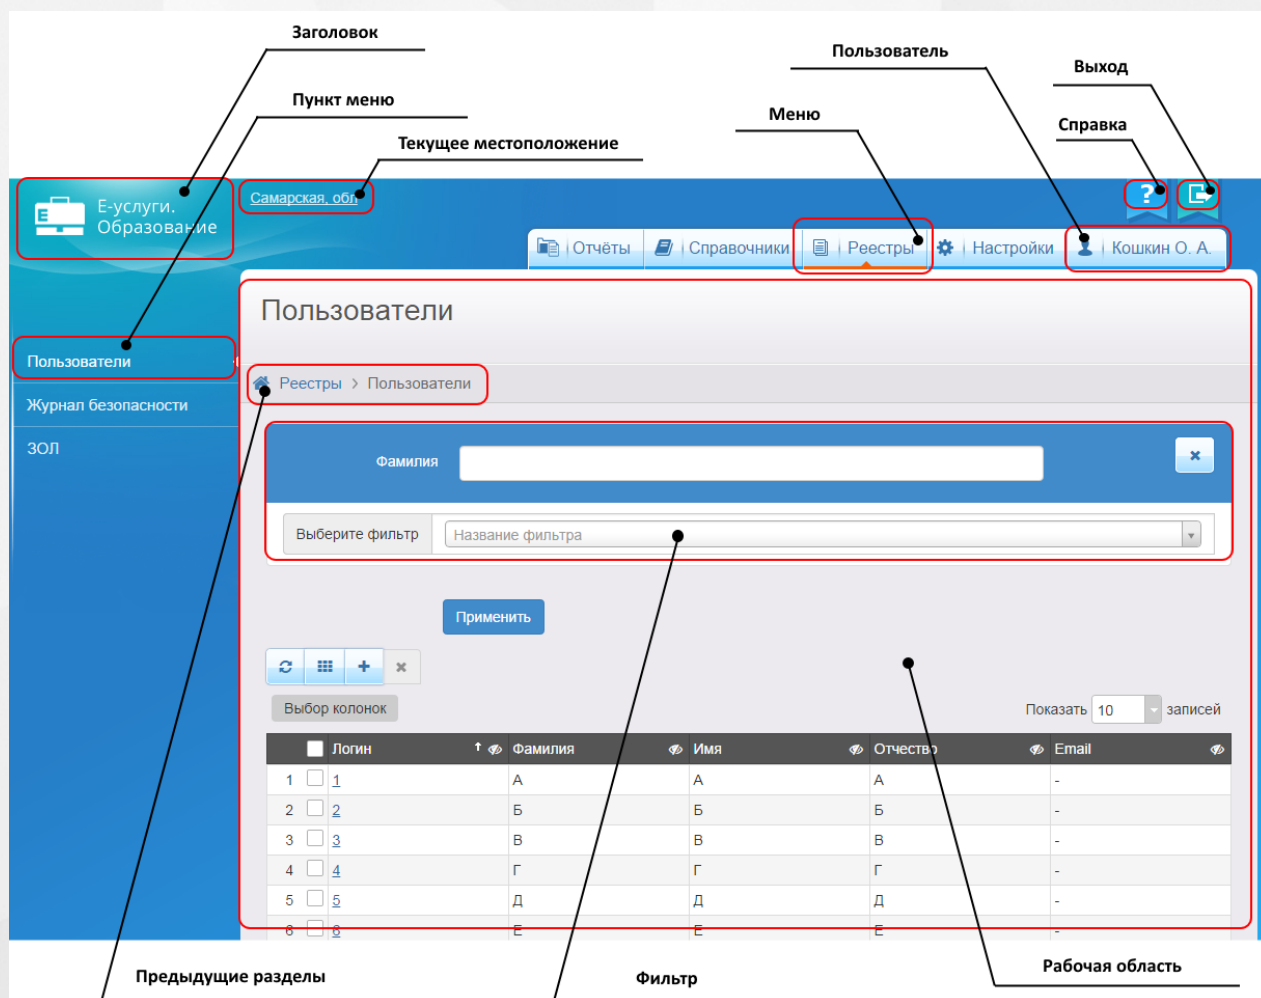 Заголовок
Пользователь
Выход
Пункт меню
Меню
Справка
Текущее местоположение
Е-услуги.
Образование
Самарская, обл
?
E
Отчёты Справочники Реестры Настройки Кошкин О. А.
Пользователи
Пользователи
Журнал безопасности
ЗОЛ
Реестры > Пользователи
Фамилия
Выберите фильтр Название фильтра
Применить
Выбор колонок Показать 10 записей
Логин Фамилия Имя Отчество Email
1 1 А А А -
2 2 Б Б Б -
3 3 В В В -
4 4 Г Г Г -
5 5 Д Д Д -
6 6 Е Е Е -
Предыдущие разделы
Фильтр
Рабочая область